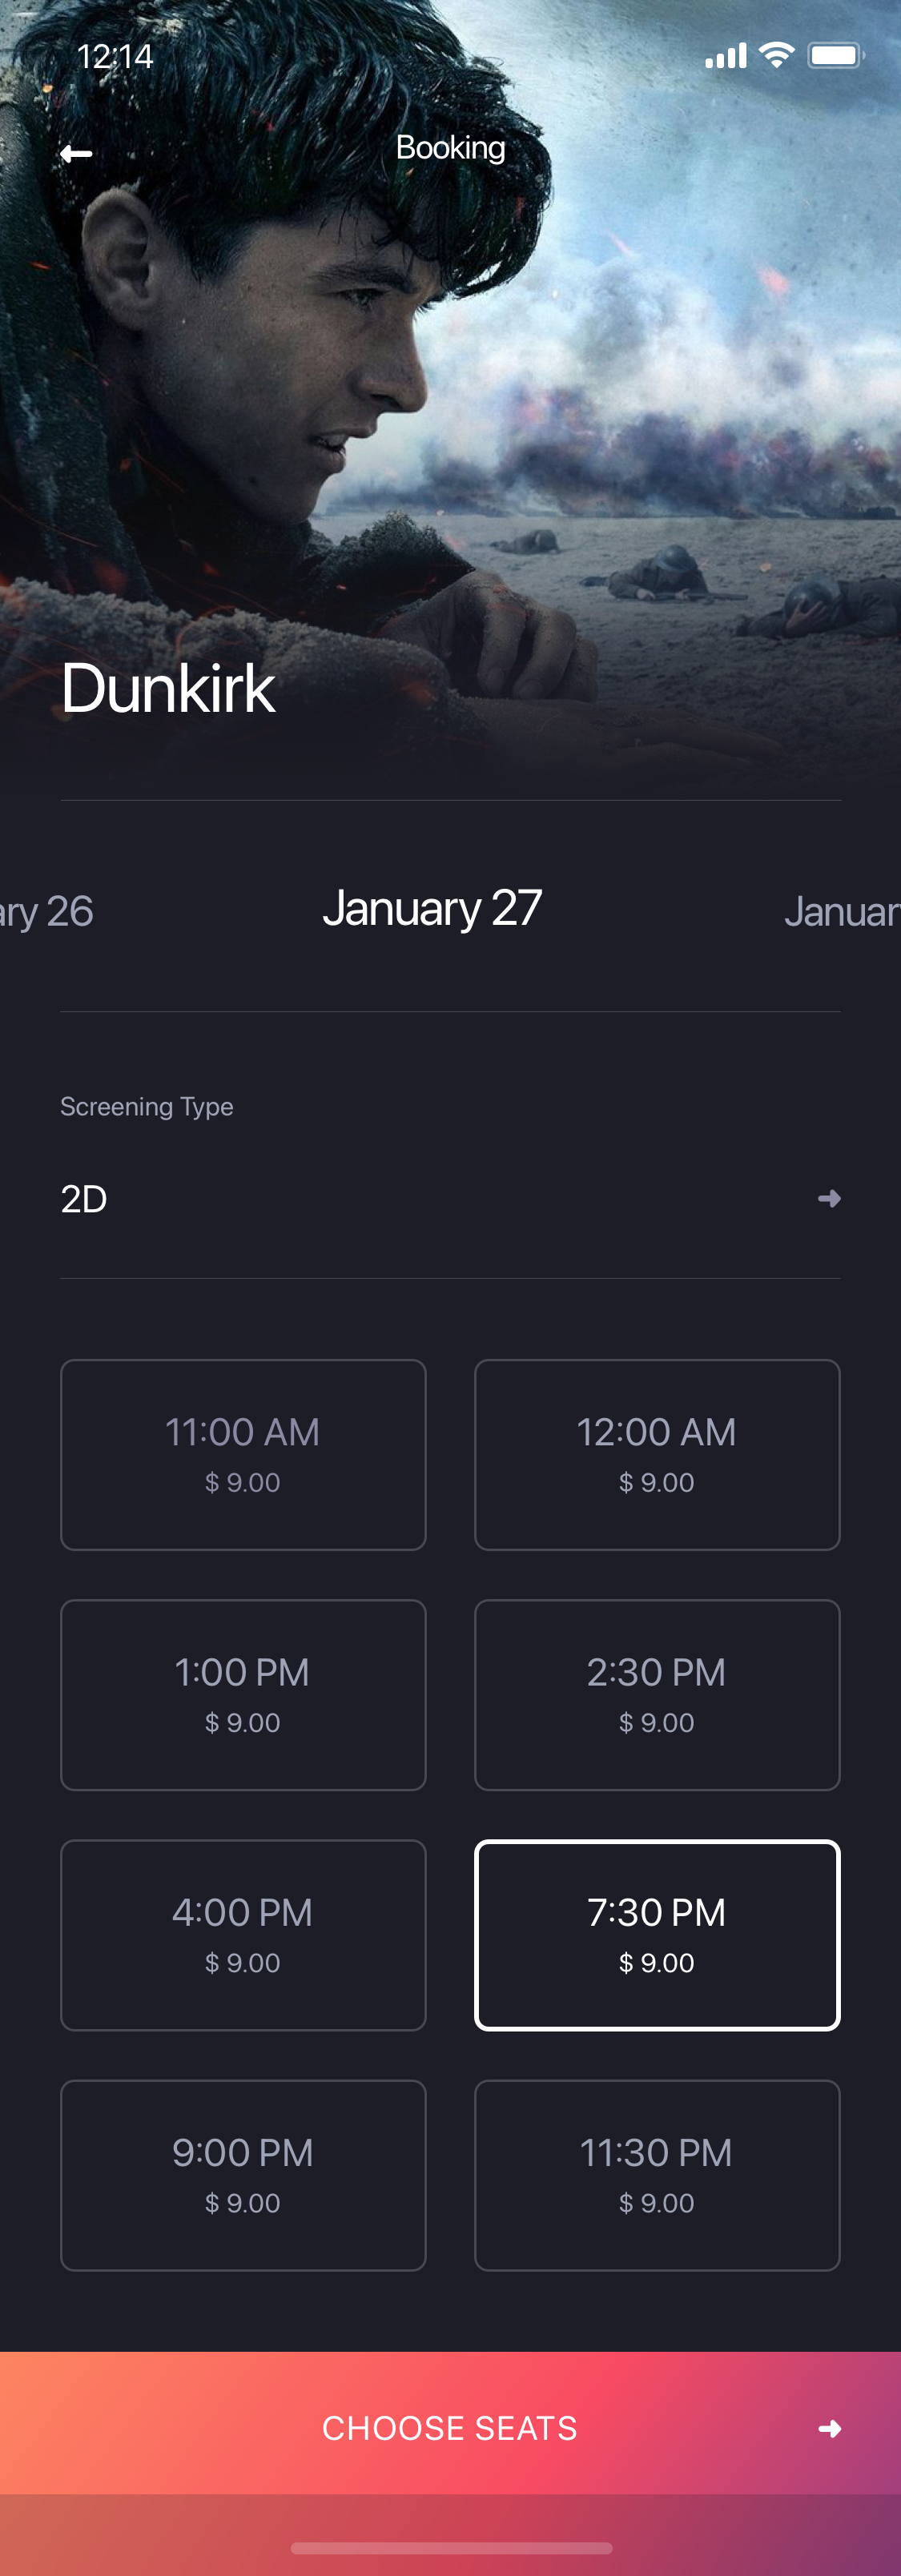 12:14
Booking
Dunkirk
ary 26 January 27 Januar
Screening Type
2D
11:00 AM
$ 9.00
12:00 AM
$ 9.00
1:00 PM
$ 9.00
2:30 PM
$ 9.00
4:00 PM
$ 9.00
7:30 PM
$ 9.00
9:00 PM
$ 9.00
11:30 PM
$ 9.00
CHOOSE SEATS